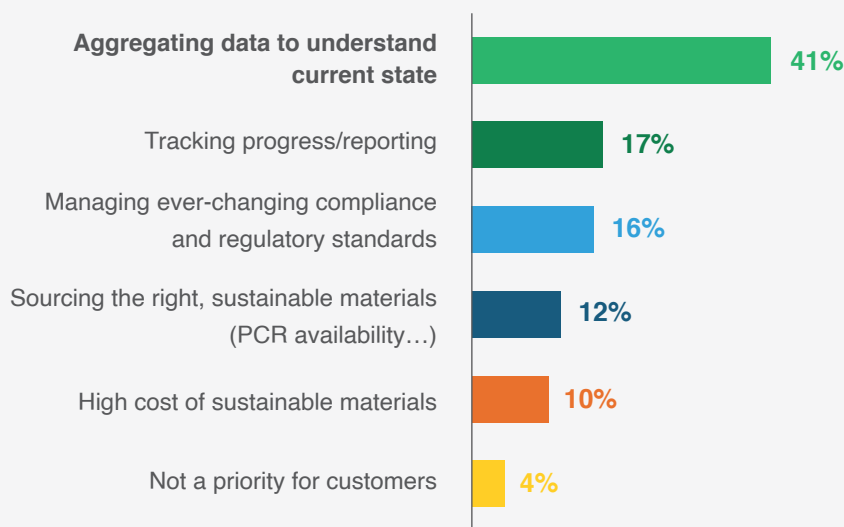 Aggregating data to understand
current state
41%
Tracking progress/reporting
17%
Managing ever-changing compliance
and regulatory standards
16%
Sourcing the right, sustainable materials
(PCR availability…)
12%
High cost of sustainable materials
10%
Not a priority for customers
4%